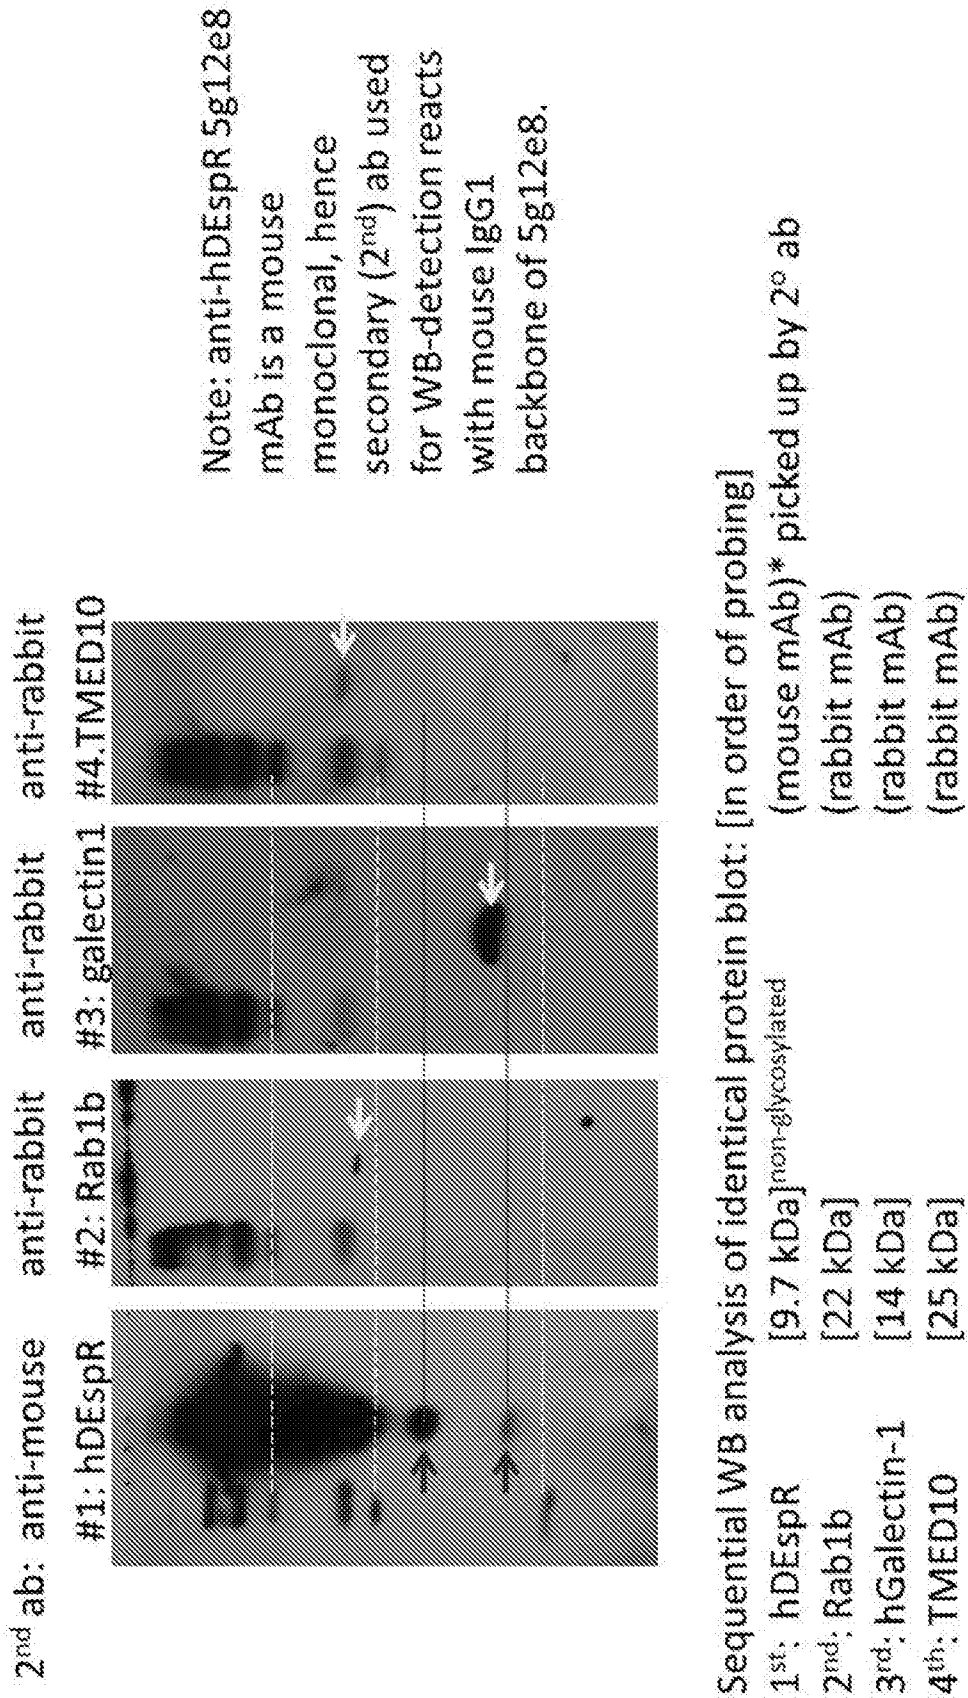 2nd ab: anti-mouse anti-rabbit anti-rabbit anti-rabbit
#1: hDEspR #2: Rab1b #3: galectin1 #4.TMED10
Note: anti-hDEspR 5g12e8
mAb is a mouse
monoclonal, hence
secondary (2nd) ab used
for WB-detection reacts
with mouse IgG1
backbone of 5g12e8.
Sequential WB analysis of identical protein blot: [in order of probing]
1st: hDEspR [9.7 kDa]non-glycosylated (mouse mAb)* picked up by 2º ab
2nd: Rab1b [22 kDa] (rabbit mAb)
3rd: hGalectin-1 [14 kDa] (rabbit mAb)
4th: TMED10 [25 kDa] (rabbit mAb)